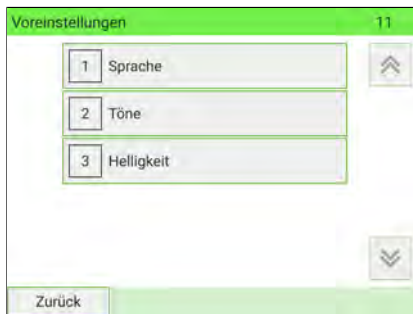 Voreinstellungen 11
1 Sprache
2 Töne
3 Helligkeit
Zurück